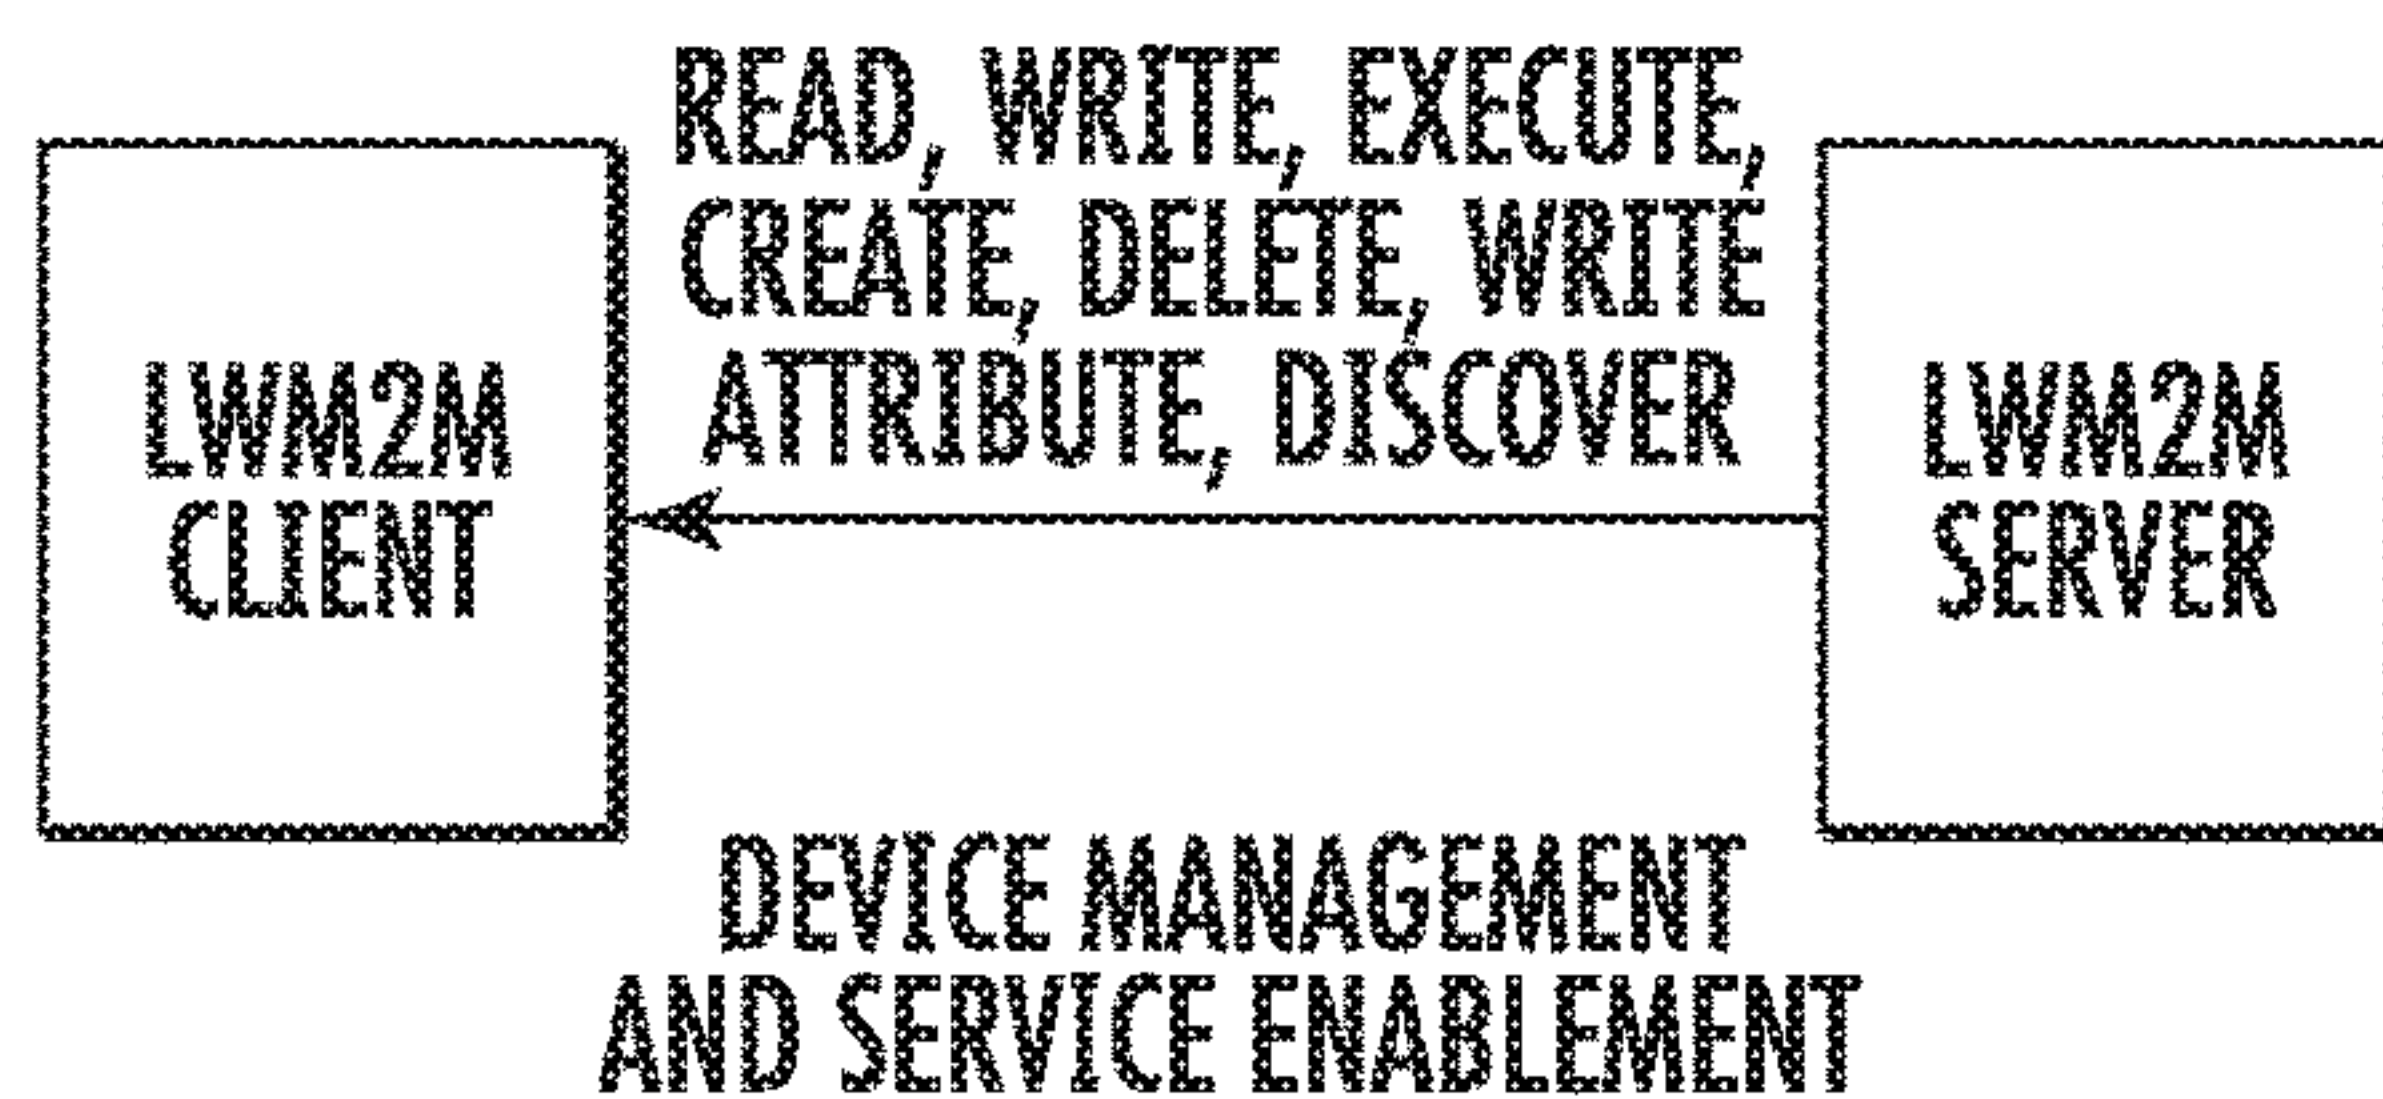 READ, WRITE, EXECUTE,
CREATE, DELETE, WRITE
ATTRIBUTE, DISCOVER
LWM2M
CLIENT
LWM2M
SERVER
DEVICE MANAGEMENT
AND SERVICE ENABLEMENT